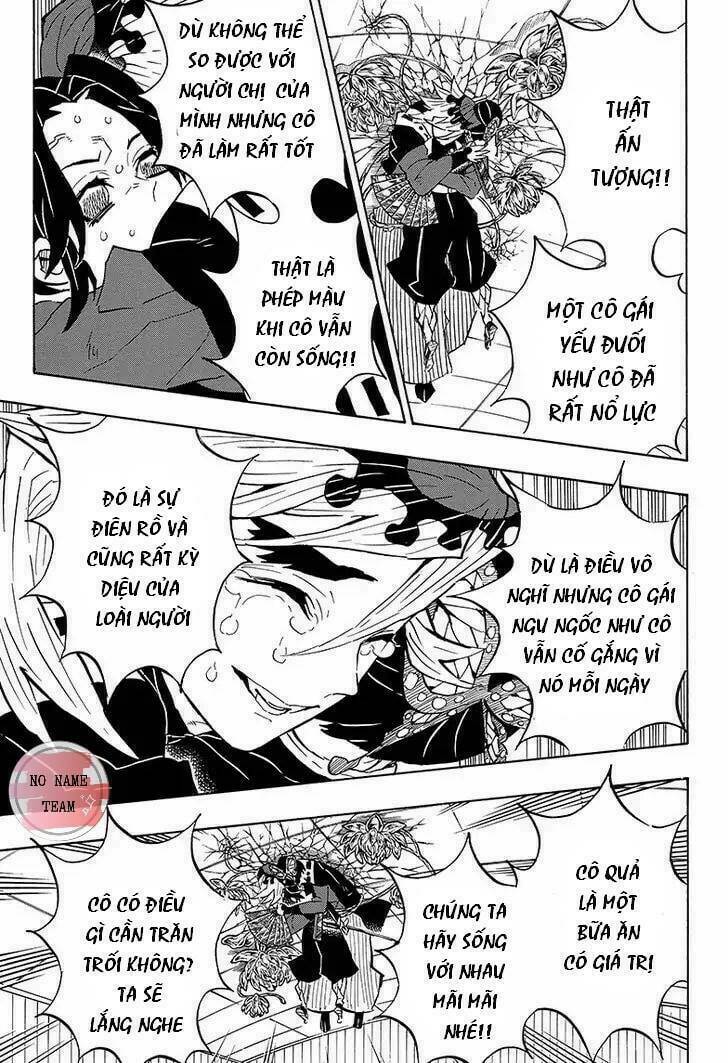 THẬT
ẤN
TƯỢNG!!
MỘT CÔ GÁI
YẾU ĐUỐI
NHƯ CÔ ĐÃ
RẤT NỔ LỰC
DÙ KHÔNG THỂ
SO ĐƯỢC VỚI
NGƯỜI CHỊ CỦA
MÌNH NHƯNG CÔ
ĐÃ LÀM RẤT TỐT
THẬT LÀ
PHÉP MÀU
KHI CÔ VẪN
CÒN SỐNG!!
DÙ LÀ ĐIỀU VÔ
NGHĨ NHƯNG CÔ GÁI
NGU NGỐC NHƯ CÔ
VẪN CỐ GẮNG VÌ
NÓ MỖI NGÀY
ĐÓ LÀ SỰ
ĐIÊN RỒ VÀ
CŨNG RẤT KỲ
DIỆU CỦA
LOÀI NGƯỜI
NO NAME
TEAM
CÔ QUẢ
LÀ MỘT
BỮA ĂN
CÓ GIÁ TRỊ
CHÚNG TA
HÃY SỐNG
VỚI NHAU
MÃI MÃI
NHÉ!!
CÔ CÓ ĐIỀU
GÌ CẦN TRĂN
TRỐI KHÔNG?
TA SẼ
LẮNG NGHE